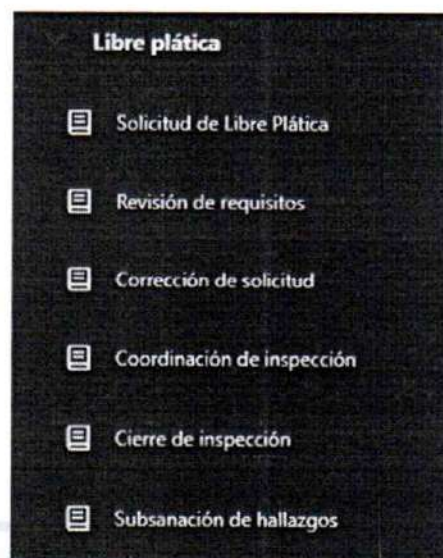 Libre plática
Solicitud de Libre Plática
Revisión de requisitos
Corrección de solicitud
Coordinación de inspección
Cierre de inspección
Subsanación de hallazgos